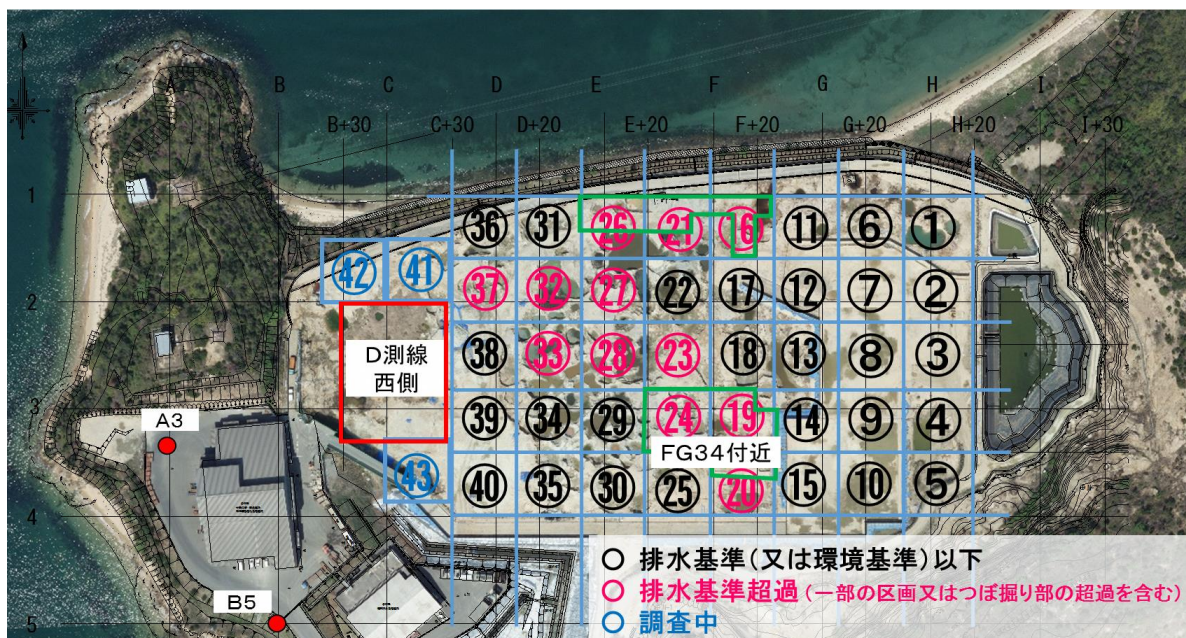 A B C D E F G H I
B+30 C+30 D+20 E+20 F+20 G+20 H+20 I+30
1
36 31 26 21 16 11 6 1
42 41
37 32 27 22 17 12 7 2
2
D測線
西側
38 33 28 23 18 13 8 3
3
A3
39 34 29 24 19 14 9 4
FG34付近
43 40 35 30 25 20 15 10 5
4
B5
5
○ 排水基準(又は環境基準)以下
○ 排水基準超過(一部の区画又はつぼ掘り部の超過を含む)
○ 調査中